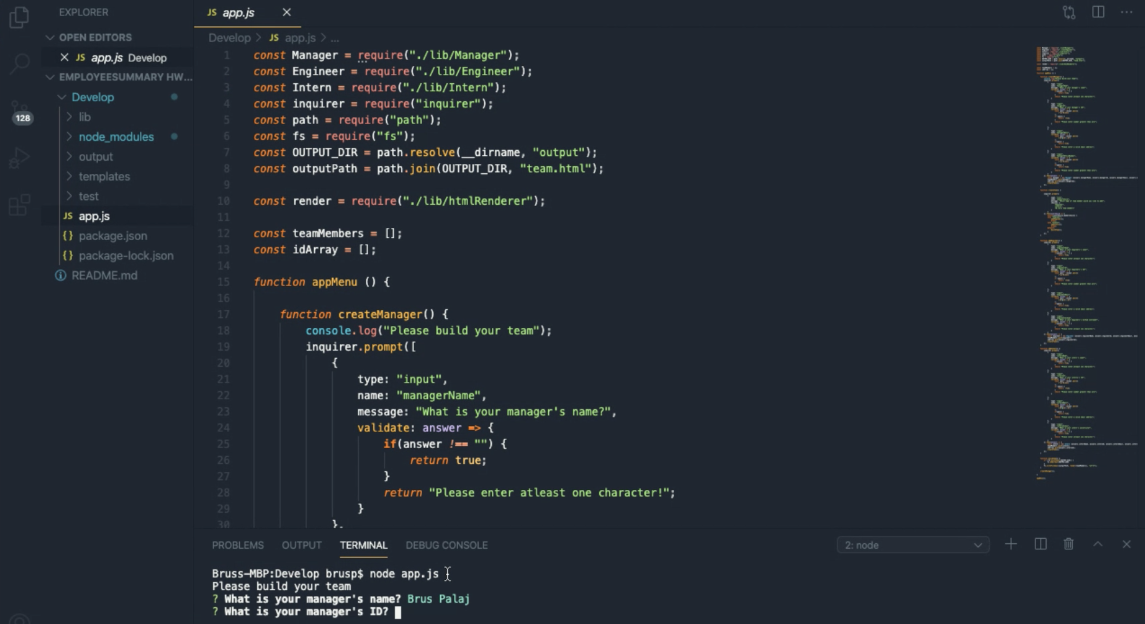 EXPLORER
OPEN EDITORS
JS app.js Develop
EMPLOYEESUMMARY HW...
Develop
lib
node_modules
output
templates
test
JS app.js
{} package.json
{} package-lock.json
README.md
128
JS app.js
Develop > JS app.js > ...
1 const Manager = require("./lib/Manager");
2 const Engineer = require("./lib/Engineer");
3 const Intern = require("./lib/Intern");
4 const inquirer = require("inquirer");
5 const path = require("path");
6 const fs = require("fs");
7 const OUTPUT_DIR = path.resolve(__dirname, "output");
8 const outputPath = path.join(OUTPUT_DIR, "team.html");
9
10 const render = require("./lib/htmlRenderer");
11
12 const teamMembers = [];
13 const idArray = [];
14
15 function appMenu () {
16
17 function createManager() {
18 console.log("Please build your team");
19 inquirer.prompt([
20 {
21 type: "input",
22 name: "managerName",
23 message: "What is your manager's name?",
24 validate: answer => {
25 if(answer !== "") {
26 return true;
27 }
28 return "Please enter atleast one character!";
29 }
30 },
PROBLEMS OUTPUT TERMINAL DEBUG CONSOLE
2: node
Bruss-MBP:Develop brusp$ node app.js
Please build your team
? What is your manager's name? Brus Palaj
? What is your manager's ID?